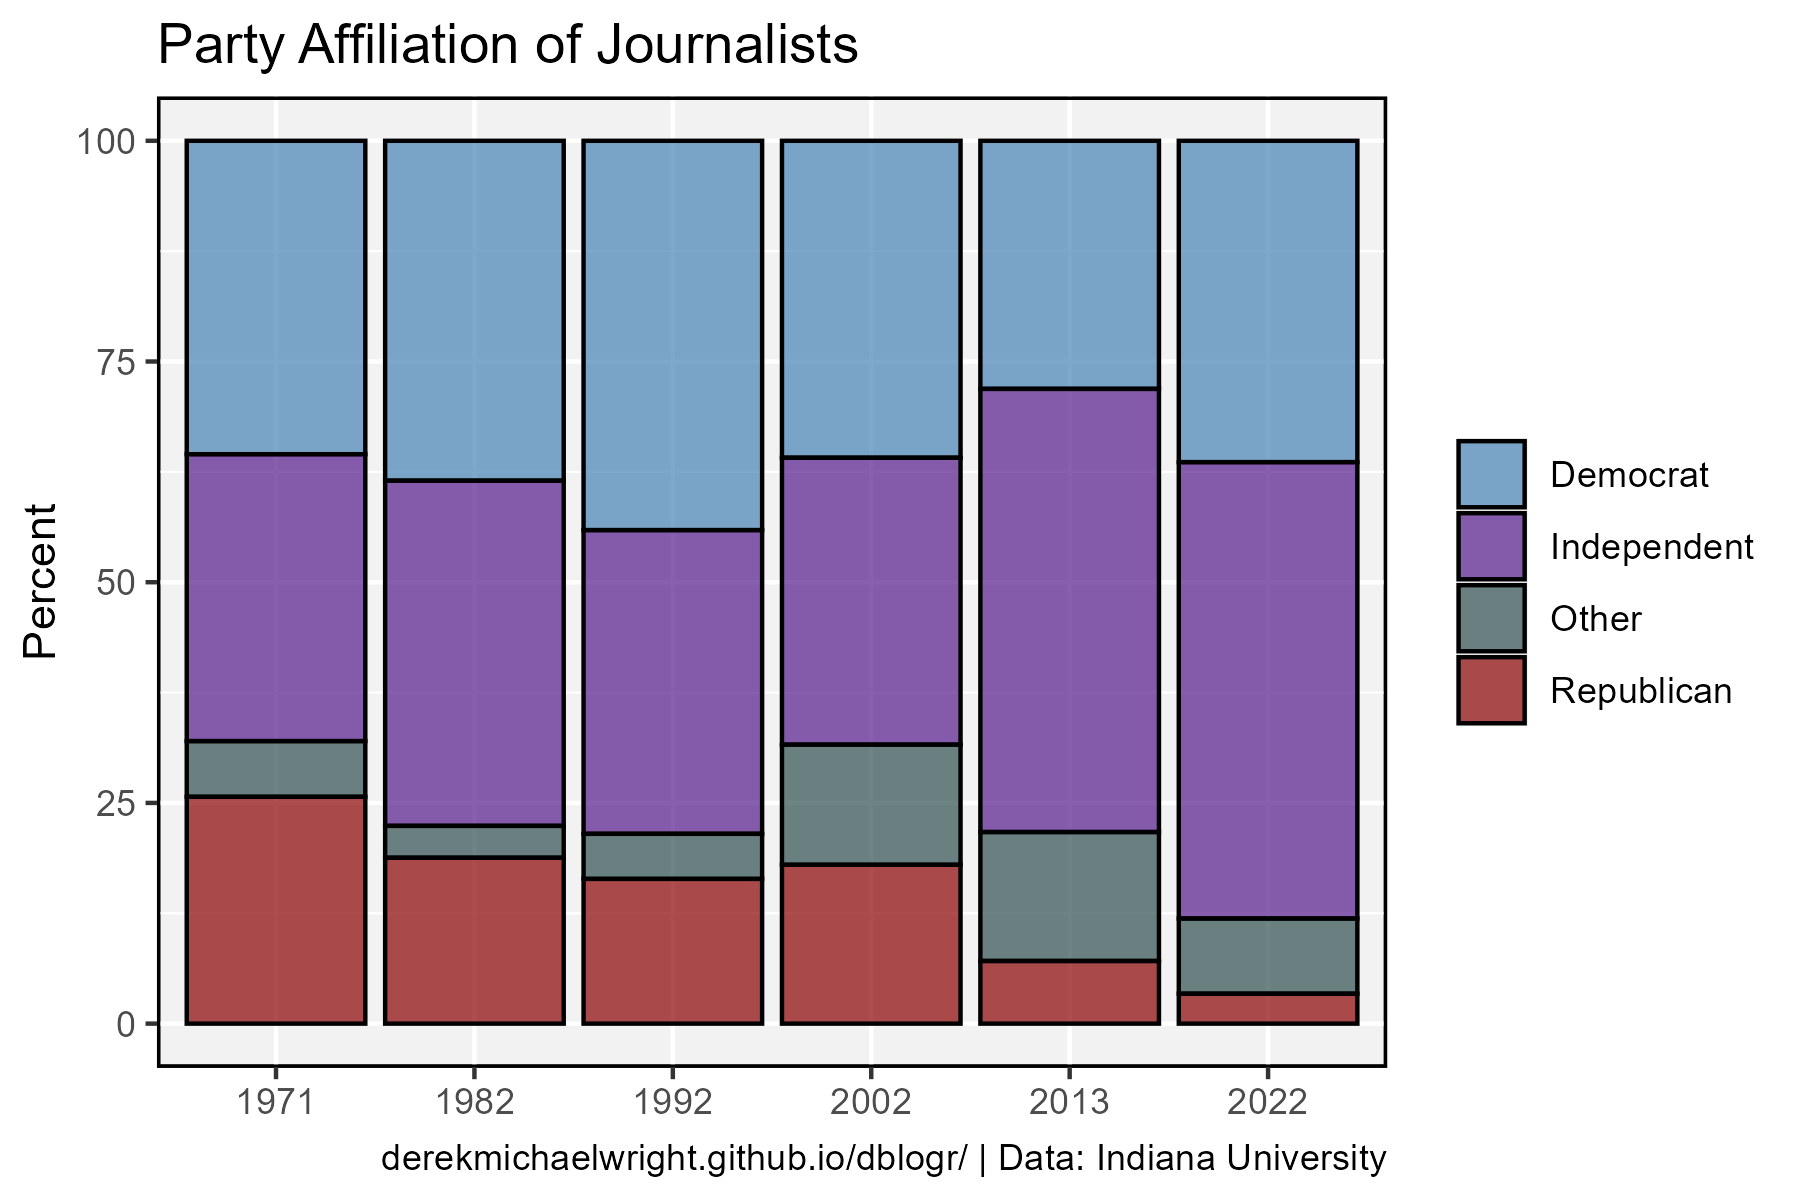 Party Affiliation of Journalists
Percent
100
75
50
25
0
1971 1982 1992 2002 2013 2022
Democrat
Independent
Other
Republican
derekmichaelwright.github.io/dblogr/ | Data: Indiana University